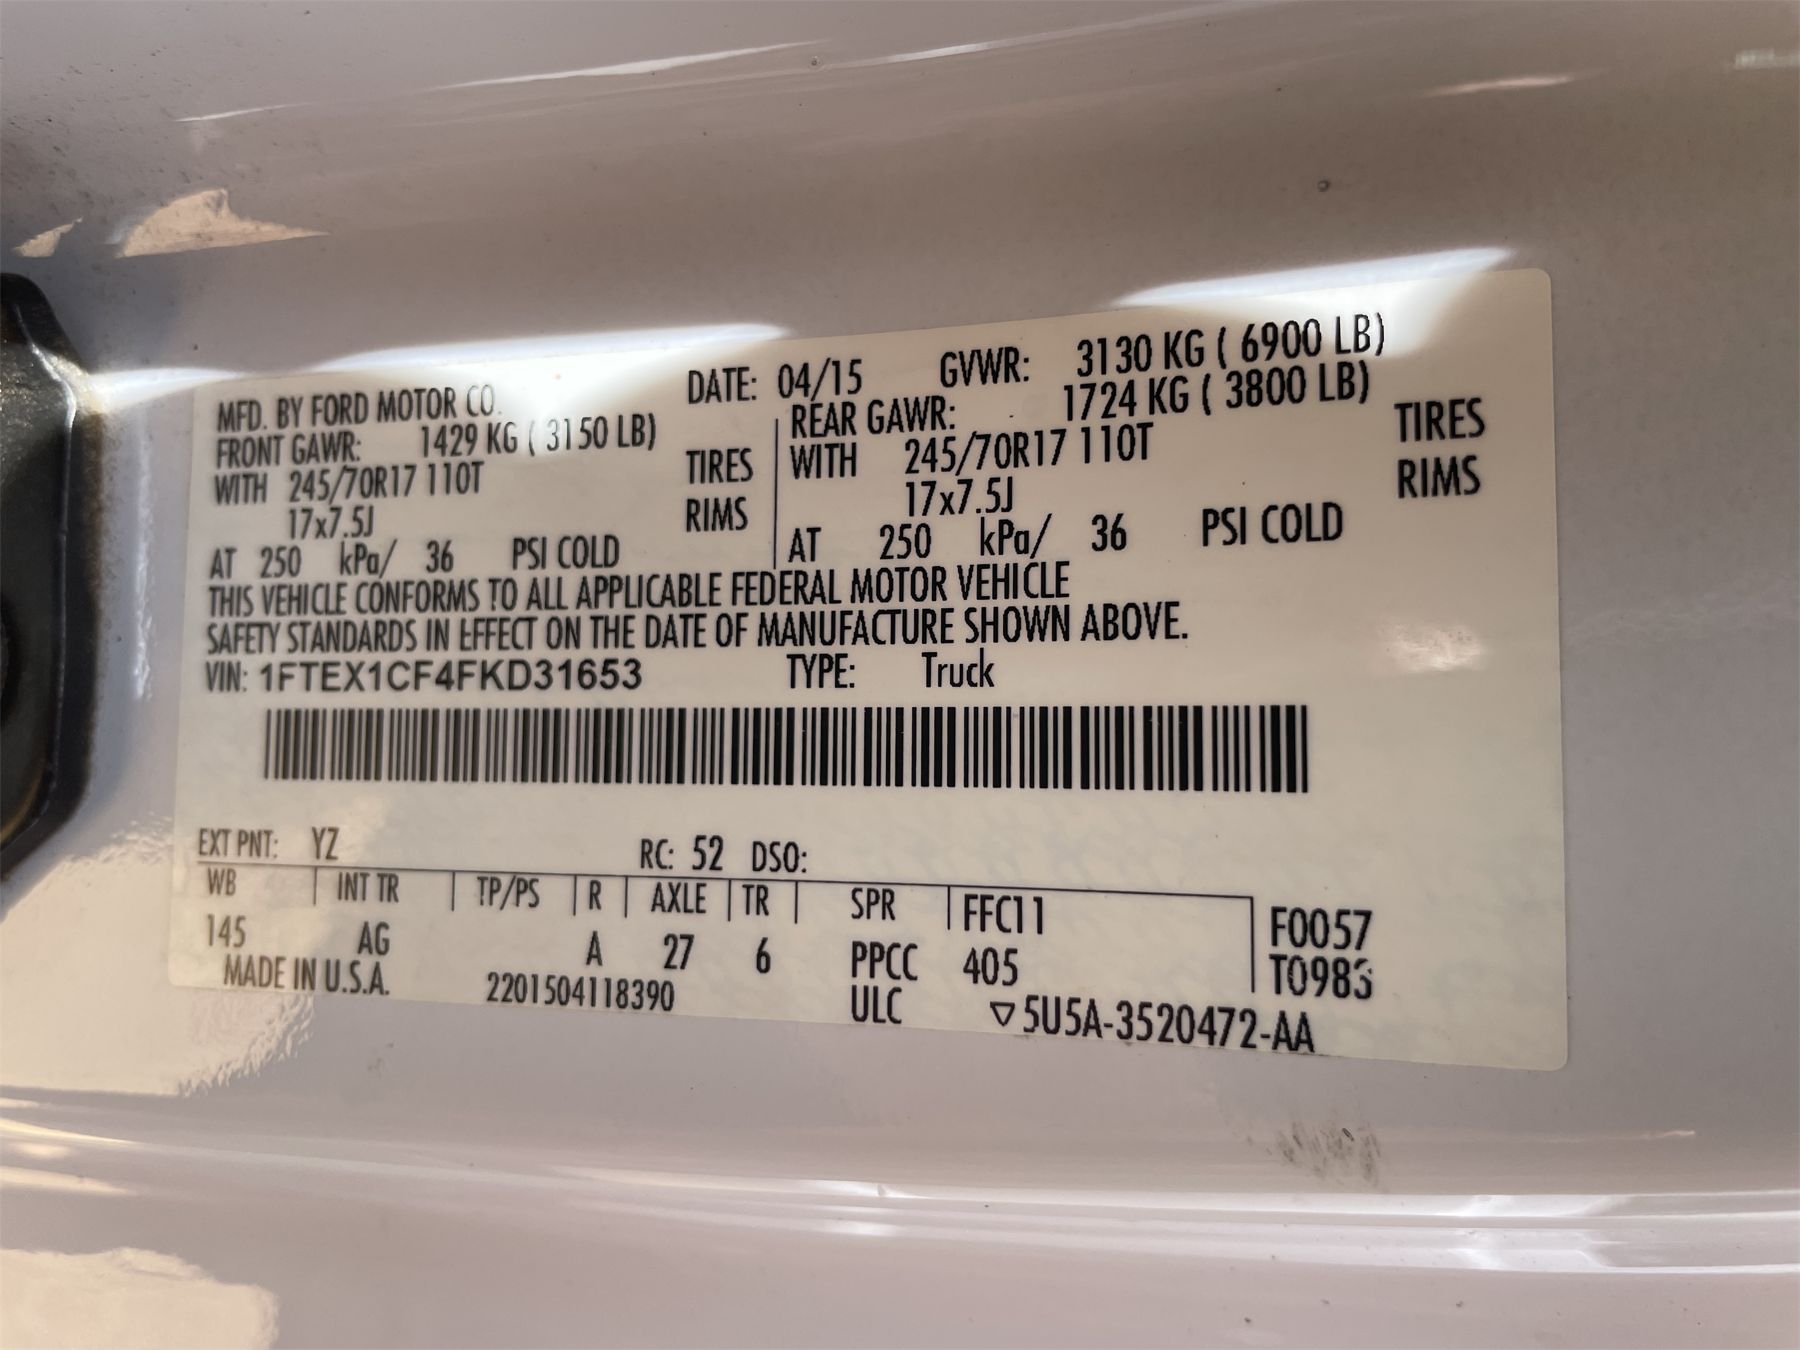 MFD. BY FORD MOTOR CO. DATE: 04/15 GVWR: 3130 KG ( 6900 LB)
FRONT GAWR: 1429 KG ( 3150 LB) REAR GAWR: 1724 KG ( 3800 LB)
WITH 245/70R17 110T TIRES WITH 245/70R17 110T TIRES
17x7.5J RIMS 17x7.5J RIMS
AT 250 kPa/ 36 PSI COLD AT 250 kPa/ 36 PSI COLD
THIS VEHICLE CONFORMS TO ALL APPLICABLE FEDERAL MOTOR VEHICLE
SAFETY STANDARDS IN EFFECT ON THE DATE OF MANUFACTURE SHOWN ABOVE.
VIN: 1FTEX1CF4FKD31653 TYPE: Truck
EXT PNT: YZ RC: 52 DSO:
WB INT TR TP/PS R AXLE TR SPR FFC11 F0057
145 AG A 27 6 PPCC 405 T0983
MADE IN U.S.A. 2201504118390 ULC ▽5U5A-3520472-AA